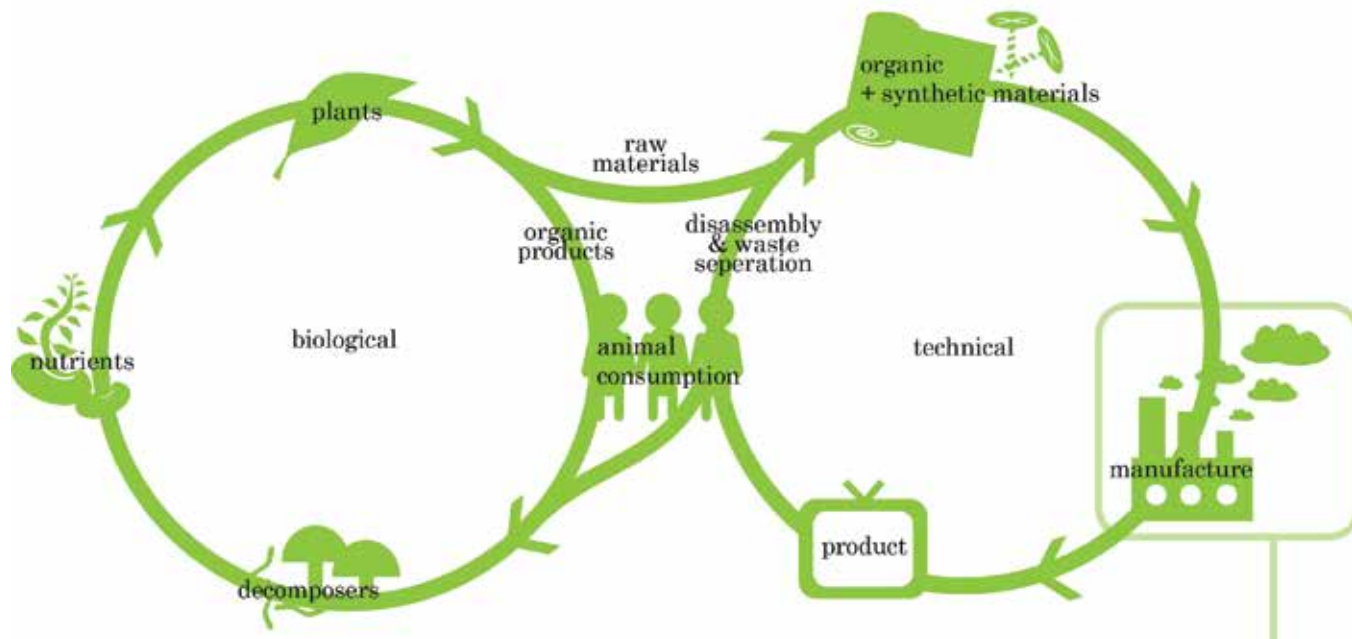 plants
raw
materials
organic
+ synthetic materials
organic
products
disassembly
& waste
seperation
nutrients
biological
animal
consumption
technical
manufacture
product
decomposers